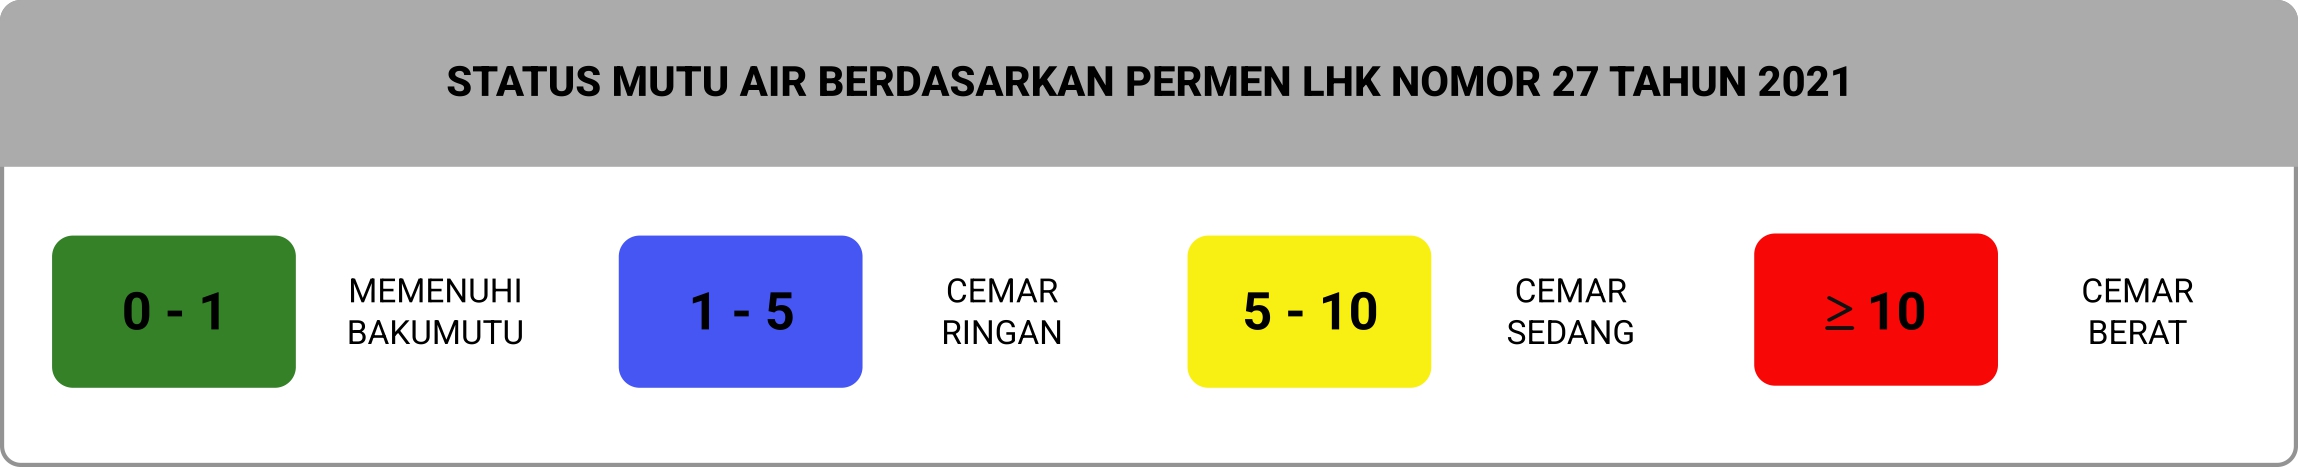 STATUS MUTU AIR BERDASARKAN PERMEN LHK NOMOR 27 TAHUN 2021
0 - 1
MEMENUHI
BAKUMUTU
1 - 5
CEMAR
RINGAN
5 - 10
CEMAR
SEDANG
≥ 10
CEMAR
BERAT